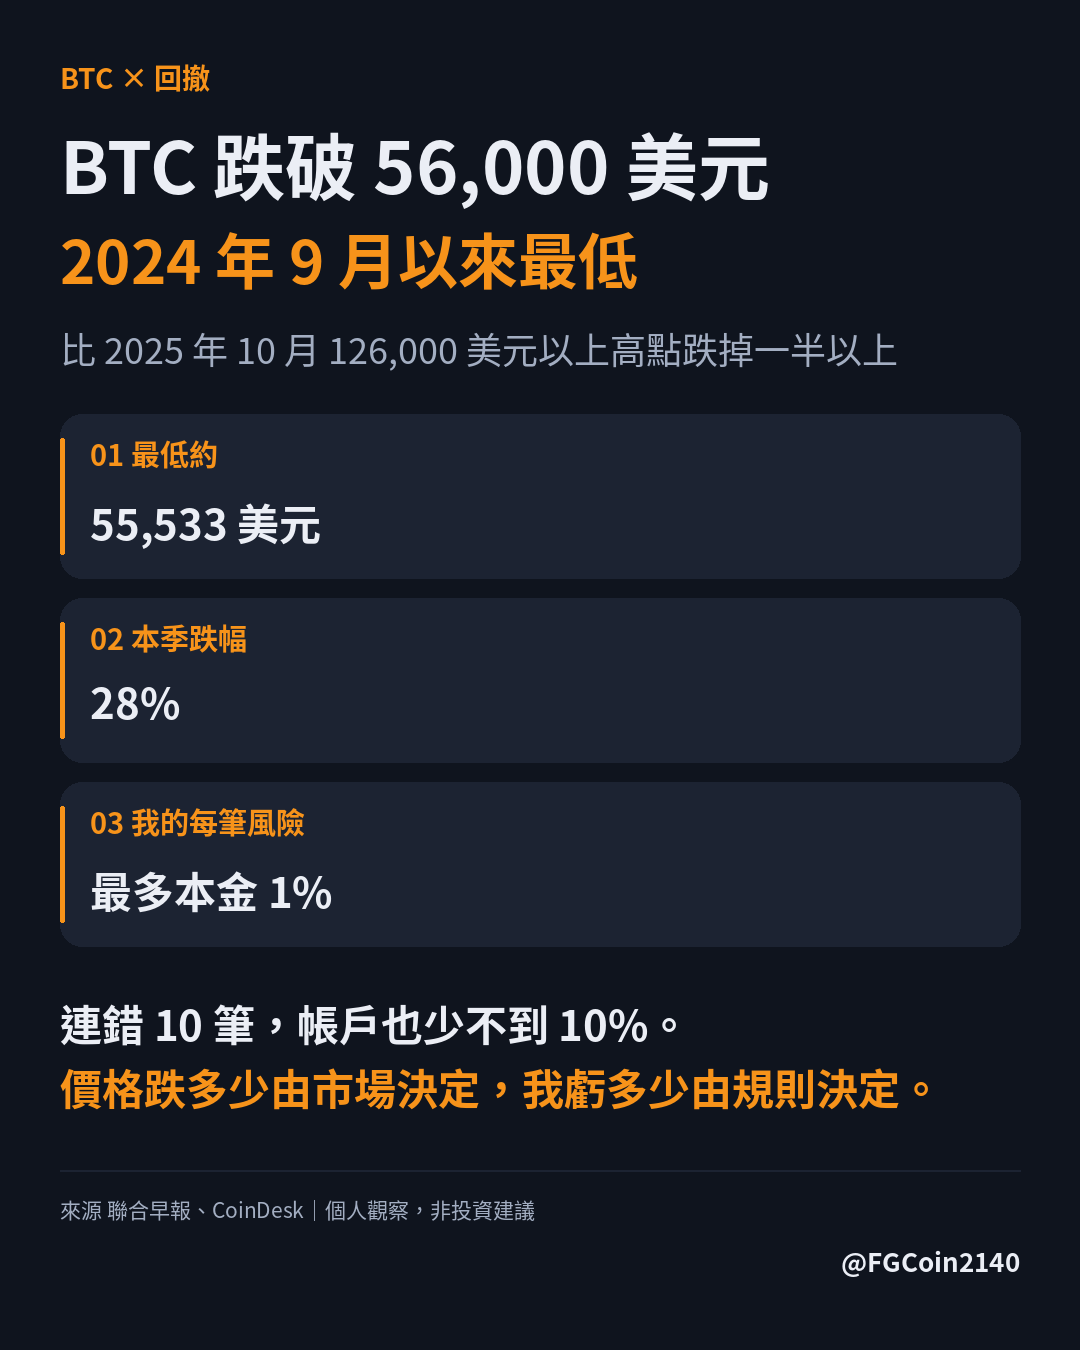 BTC × 回撤
BTC 跌破 56,000 美元
2024 年 9 月以來最低
比 2025 年 10 月 126,000 美元以上高點跌掉一半以上
01 最低約
55,533 美元
02 本季跌幅
28%
03 我的每筆風險
最多本金 1%
連錯 10 筆，帳戶也少不到 10%。
價格跌多少由市場決定，我虧多少由規則決定。
來源 聯合早報、CoinDesk｜個人觀察，非投資建議
@FGCoin2140